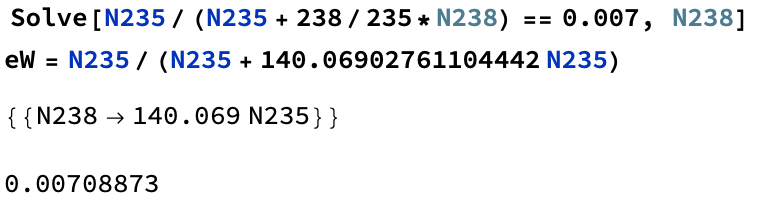 Solve[N235 / (N235 + 238 / 235 * N238) == 0.007, N238]
eW = N235 / (N235 + 140.06902761104442 N235)
{{N238 → 140.069 N235}}
0.00708873